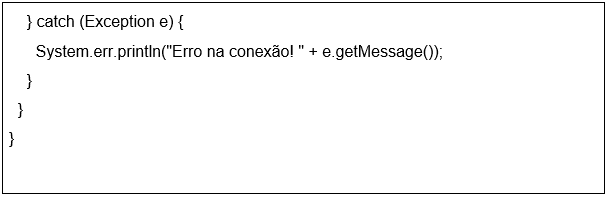 } catch (Exception e) {
System.err.println("Erro na conexão! " + e.getMessage());
}
}
}